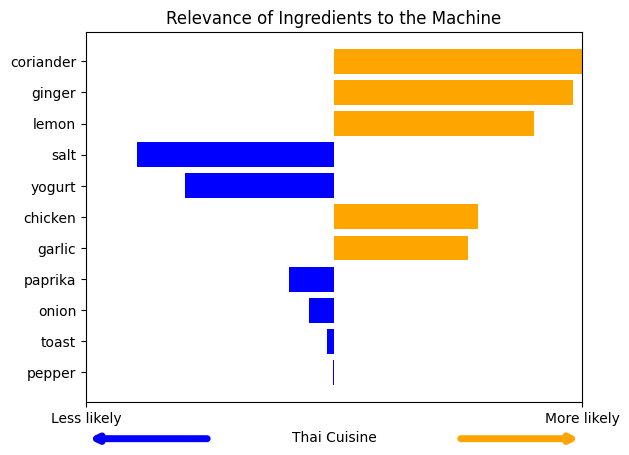 Relevance of Ingredients to the Machine
coriander
ginger
lemon
salt
yogurt
chicken
garlic
paprika
onion
toast
pepper
Less likely
More likely
Thai Cuisine